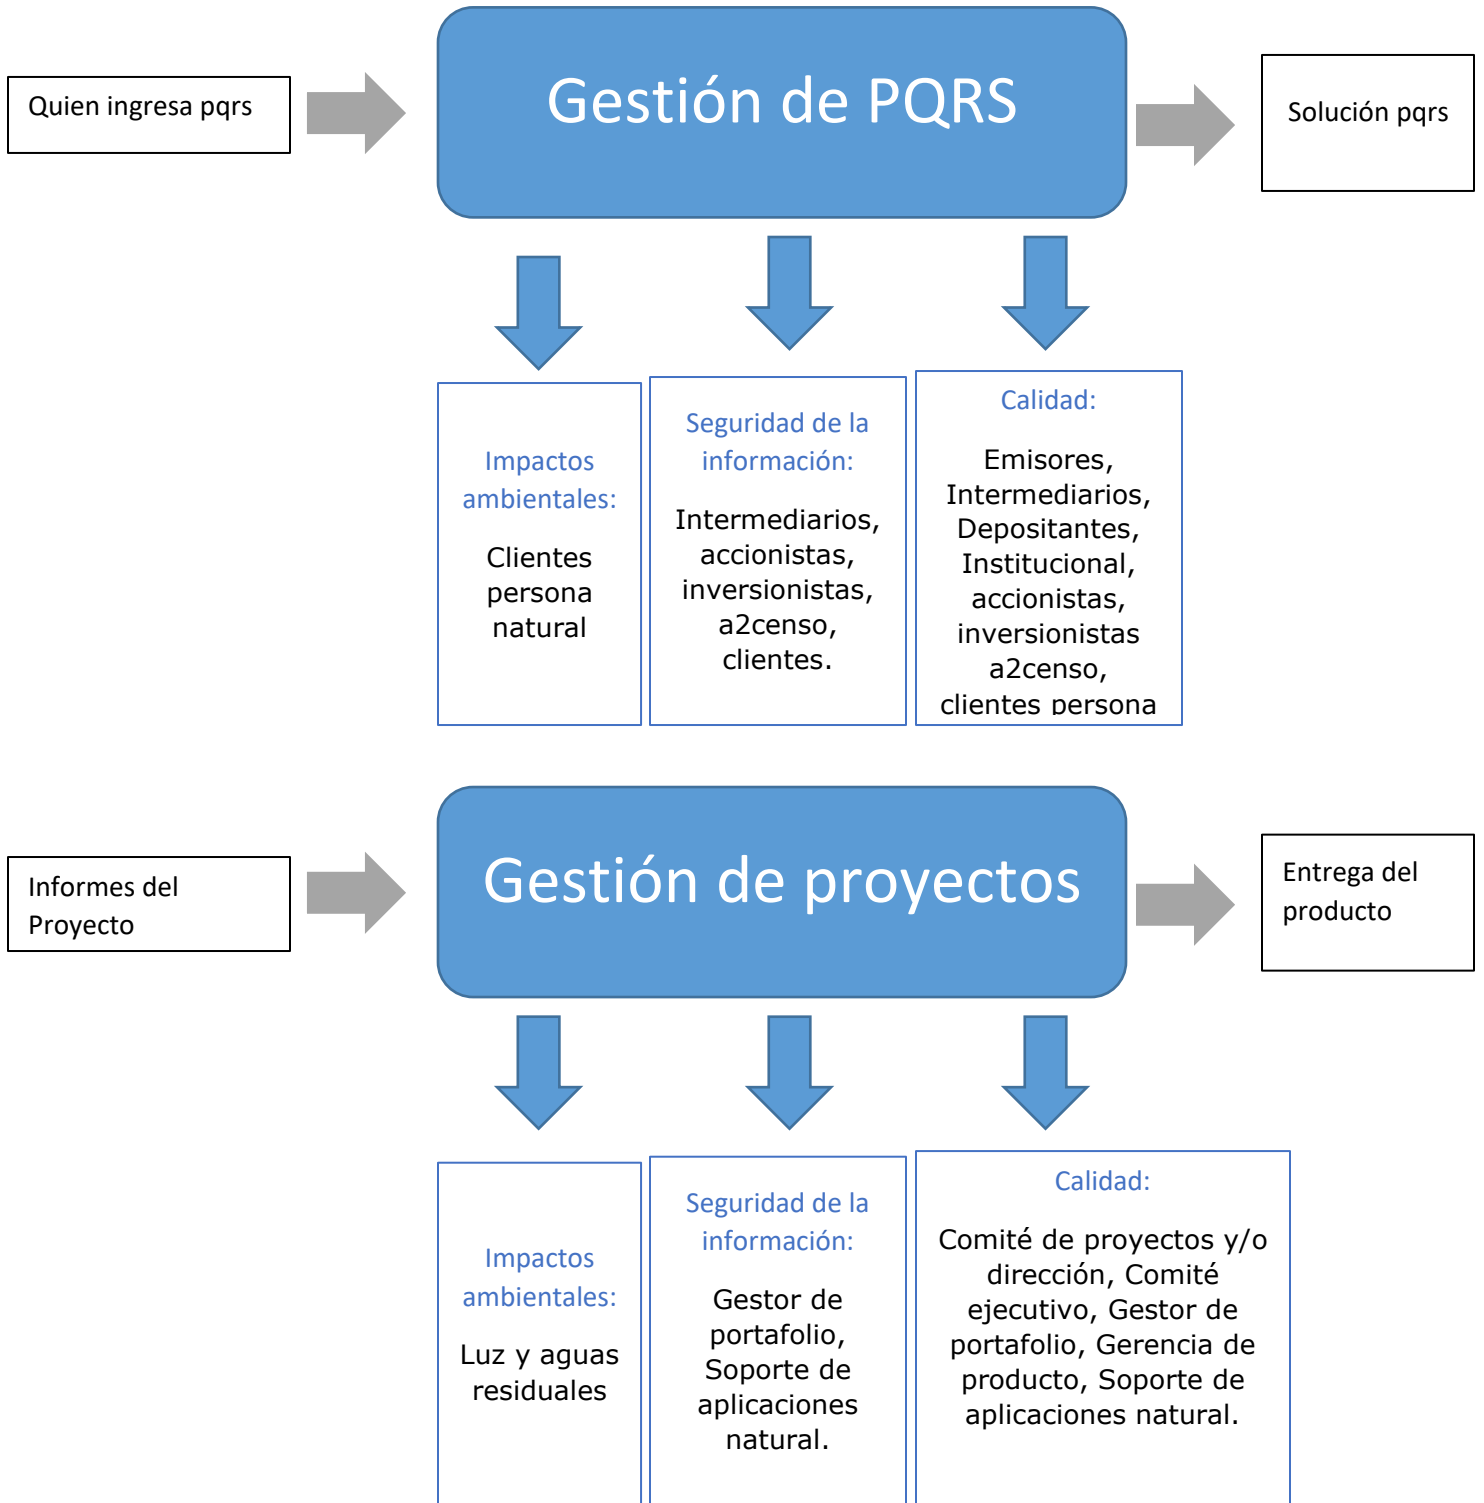 Gestión de PQRS
Quien ingresa pqrs
Solución pqrs
Impactos
ambientales:
Clientes
persona
natural
Seguridad de la
información:
Intermediarios,
accionistas,
inversionistas,
a2censo,
clientes.
Calidad:
Emisores,
Intermediarios,
Depositantes,
Institucional,
accionistas,
inversionistas
a2censo,
clientes persona
Gestión de proyectos
Informes del
Proyecto
Entrega del
producto
Impactos
ambientales:
Luz y aguas
residuales
Seguridad de la
información:
Gestor de
portafolio,
Soporte de
aplicaciones
natural.
Calidad:
Comité de proyectos y/o
dirección, Comité
ejecutivo, Gestor de
portafolio, Gerencia de
producto, Soporte de
aplicaciones natural.